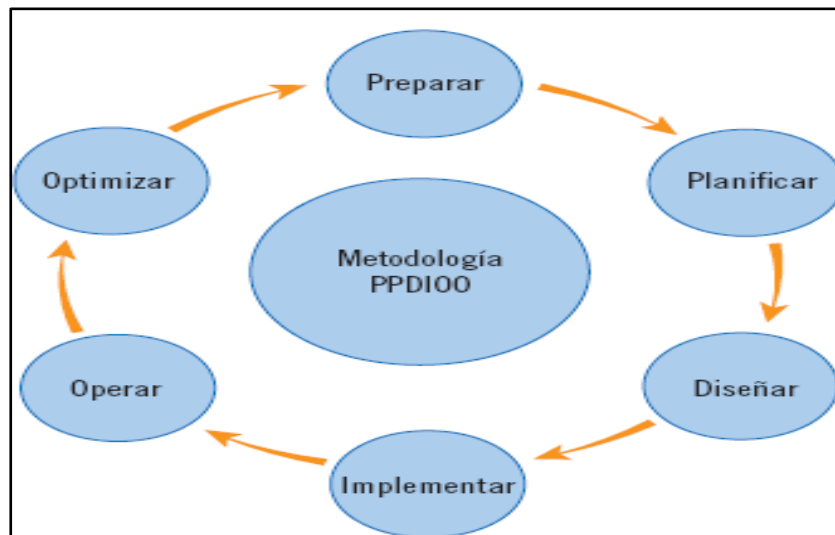 Preparar
Planificar
Diseñar
Implementar
Operar
Optimizar
Metodología
PPDIOO